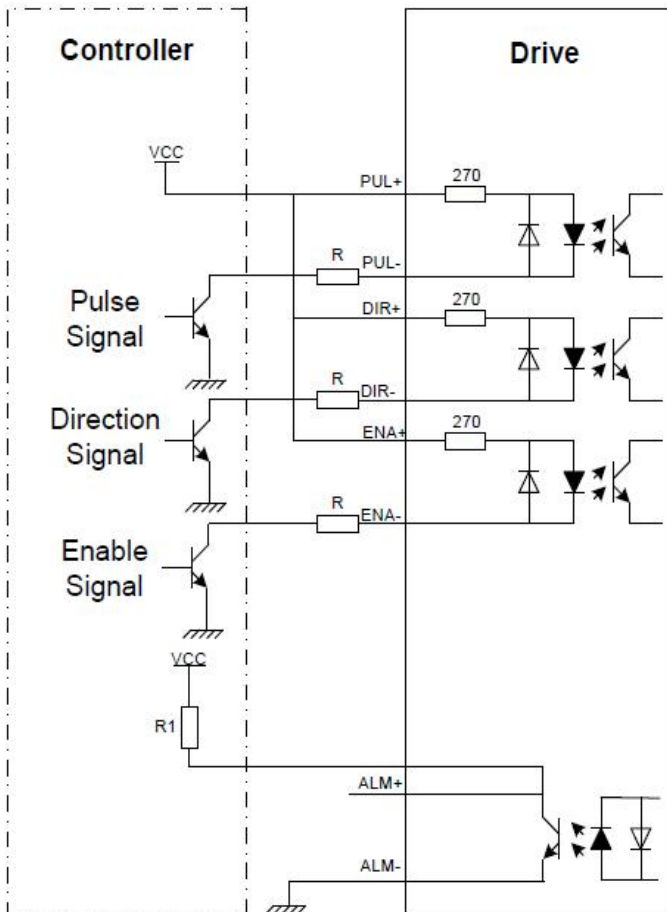 Controller
Drive
VCC
PUL+
270
R
PUL-
Pulse
Signal
DIR+
270
R
DIR-
Direction
Signal
ENA+
270
R
ENA-
Enable
Signal
VCC
R1
ALM+
ALM-